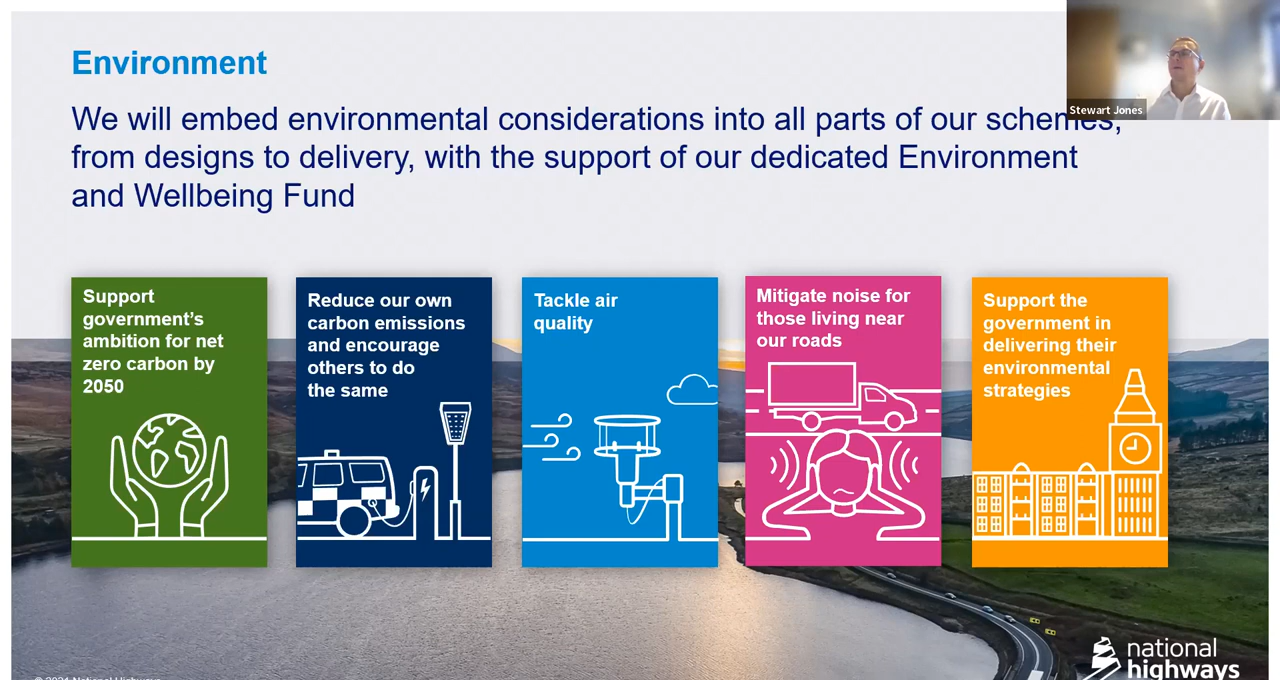 Environment
Stewart Jones
We will embed environmental considerations into all parts of our schemes,
from designs to delivery, with the support of our dedicated Environment
and Wellbeing Fund
Support
government’s
ambition for net
zero carbon by
2050
Reduce our own
carbon emissions
and encourage
others to do
the same
Tackle air
quality
Mitigate noise for
those living near
our roads
Support the
government in
delivering their
environmental
strategies
national
highways
© 2021 National Highways